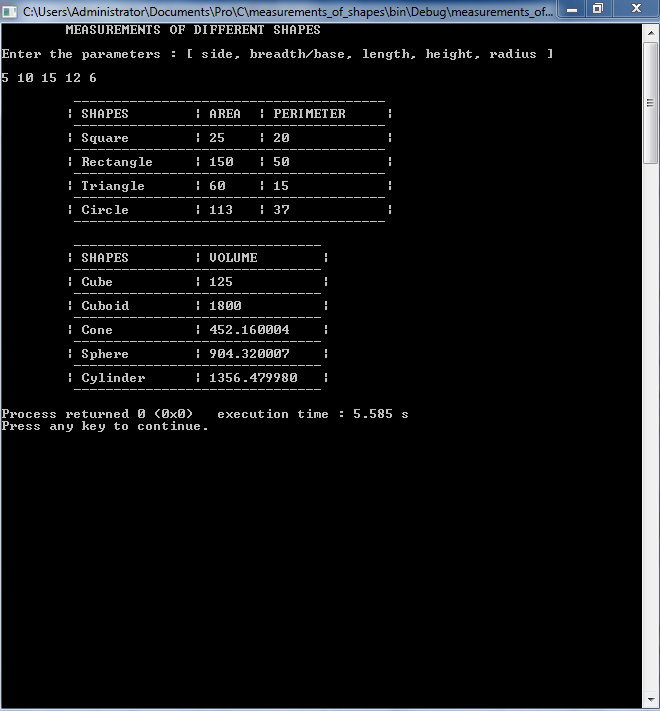 C:\Users\Administrator\Documents\Pro\C\measurements_of_shapes\bin\Debug\measurements_of...
MEASUREMENTS OF DIFFERENT SHAPES
Enter the parameters : [ side, breadth/base, length, height, radius ]
5 10 15 12 6
¦ SHAPES ¦ AREA ¦ PERIMETER ¦
¦ Square ¦ 25 ¦ 20 ¦
¦ Rectangle ¦ 150 ¦ 50 ¦
¦ Triangle ¦ 60 ¦ 15 ¦
¦ Circle ¦ 113 ¦ 37 ¦
¦ SHAPES ¦ VOLUME ¦
¦ Cube ¦ 125 ¦
¦ Cuboid ¦ 1800 ¦
¦ Cone ¦ 452.160004 ¦
¦ Sphere ¦ 904.320007 ¦
¦ Cylinder ¦ 1356.479980 ¦
Process returned 0 (0x0)   execution time : 5.585 s
Press any key to continue.